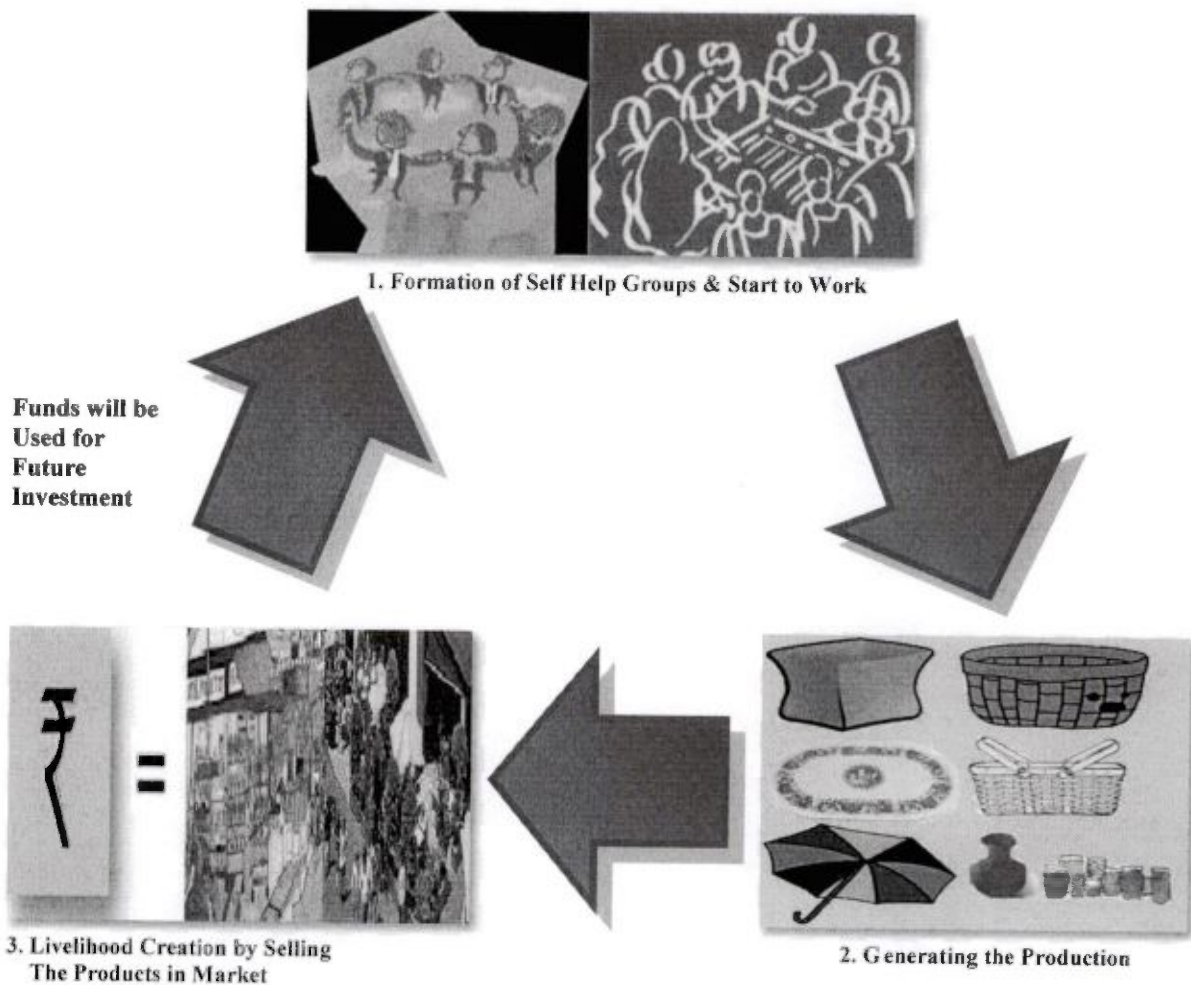 1. Formation of Self Help Groups & Start to Work
Funds will be
Used for
Future
Investment
=
3. Livelihood Creation by Selling
The Products in Market
2. Generating the Production